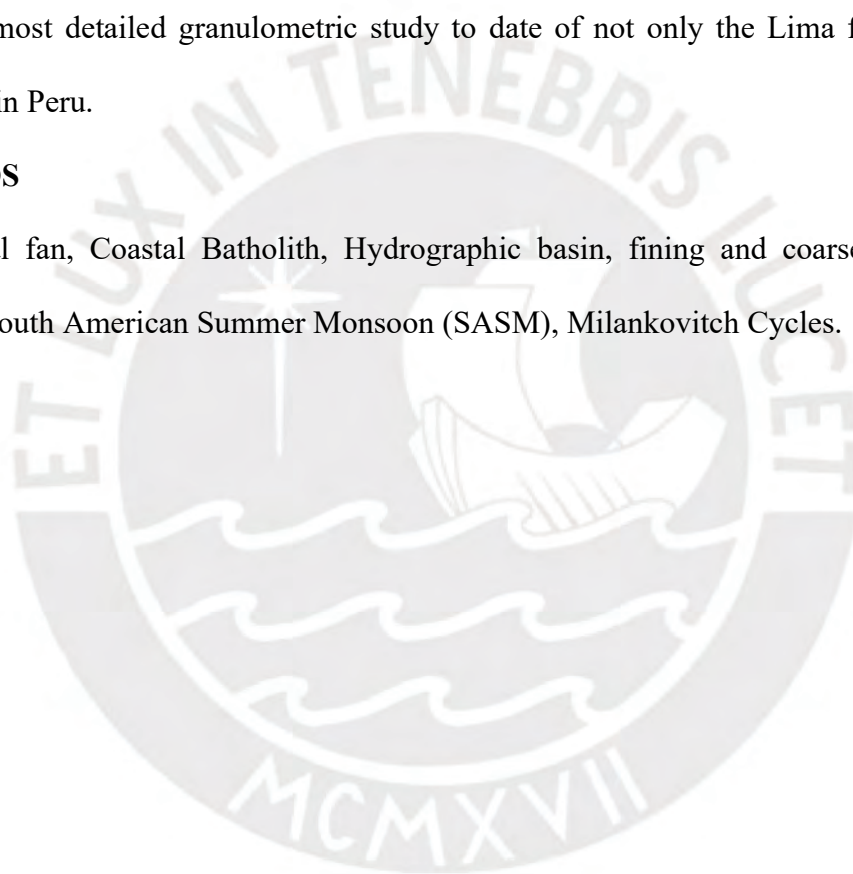 most detailed granulometric study to date of not only the Lima
in Peru.
fan, Coastal Batholith, Hydrographic basin, fining and
outh American Summer Monsoon (SASM), Milankovitch Cycles.
ET LUX IN TENEBRIS LUCET
MCMXVII